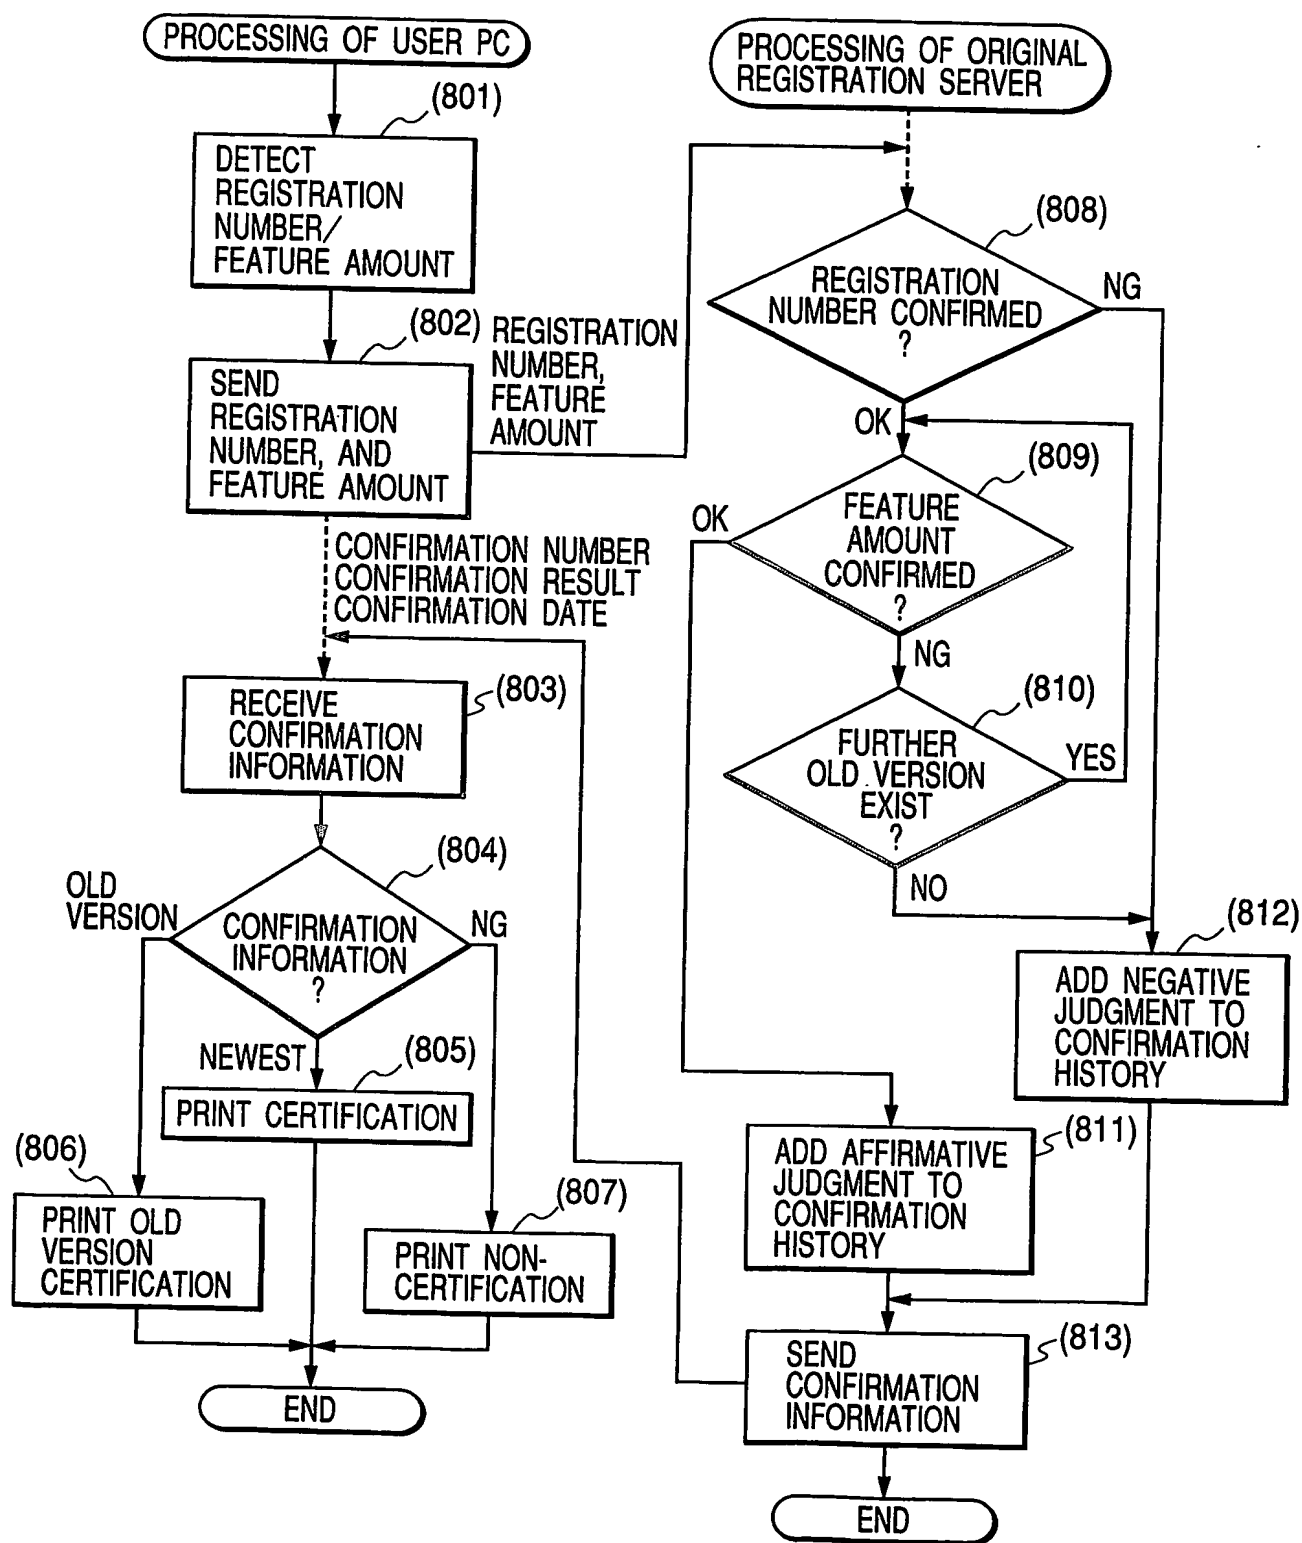 PROCESSING OF USER PC
(801)
DETECT
REGISTRATION
NUMBER/
FEATURE AMOUNT
(802)
SEND
REGISTRATION
NUMBER, AND
FEATURE AMOUNT
REGISTRATION
NUMBER,
FEATURE
AMOUNT
CONFIRMATION NUMBER
CONFIRMATION RESULT
CONFIRMATION DATE
(803)
RECEIVE
CONFIRMATION
INFORMATION
(804)
OLD
VERSION
CONFIRMATION
INFORMATION
?
NG
NEWEST
(805)
PRINT CERTIFICATION
(806)
PRINT OLD
VERSION
CERTIFICATION
(807)
PRINT NON-
CERTIFICATION
END
PROCESSING OF ORIGINAL
REGISTRATION SERVER
(808)
REGISTRATION
NUMBER CONFIRMED
?
NG
OK
(809)
OK
FEATURE
AMOUNT
CONFIRMED
?
NG
(810)
FURTHER
OLD VERSION
EXIST
?
YES
NO
(812)
ADD NEGATIVE
JUDGMENT TO
CONFIRMATION
HISTORY
(811)
ADD AFFIRMATIVE
JUDGMENT TO
CONFIRMATION
HISTORY
(813)
SEND
CONFIRMATION
INFORMATION
END